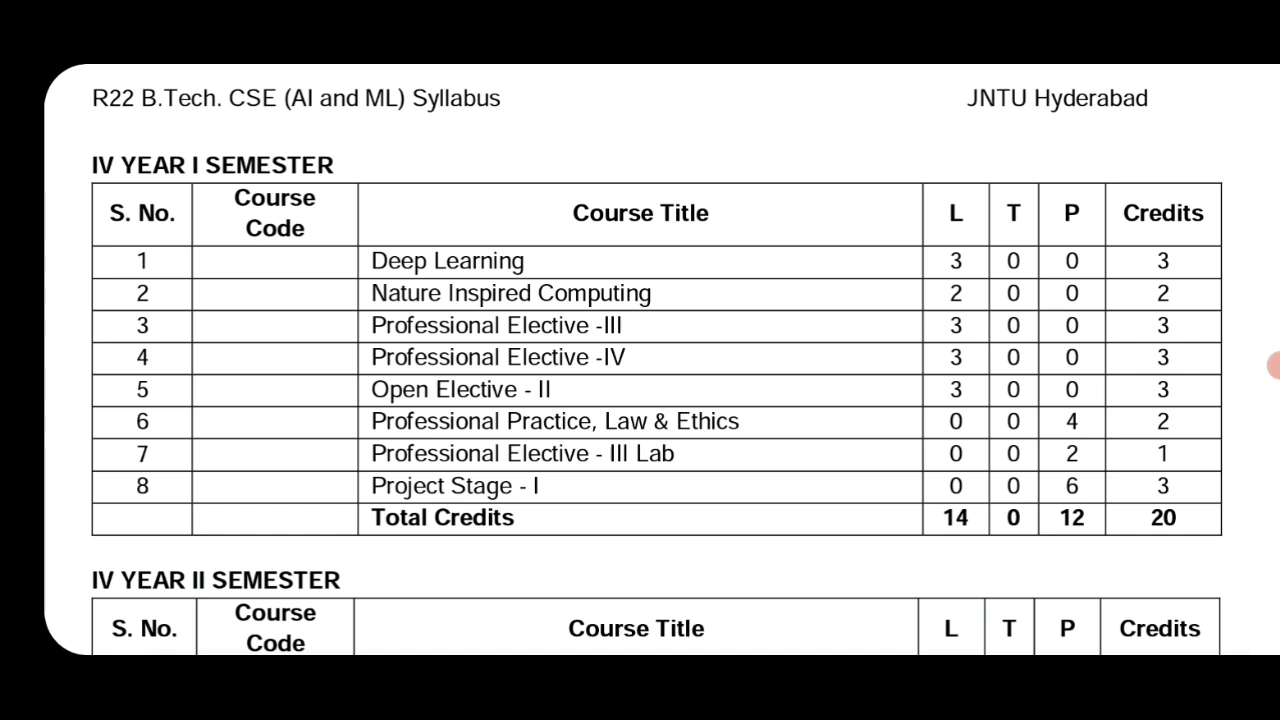 R22 B.Tech. CSE (AI and ML) Syllabus JNTU Hyderabad
IV YEAR I SEMESTER
S. No. Course Code Course Title L T P Credits
1 Deep Learning 3 0 0 3
2 Nature Inspired Computing 2 0 0 2
3 Professional Elective -III 3 0 0 3
4 Professional Elective -IV 3 0 0 3
5 Open Elective - II 3 0 0 3
6 Professional Practice, Law & Ethics 0 0 4 2
7 Professional Elective - III Lab 0 0 2 1
8 Project Stage - I 0 0 6 3
Total Credits 14 0 12 20
IV YEAR II SEMESTER
S. No. Course Code Course Title L T P Credits